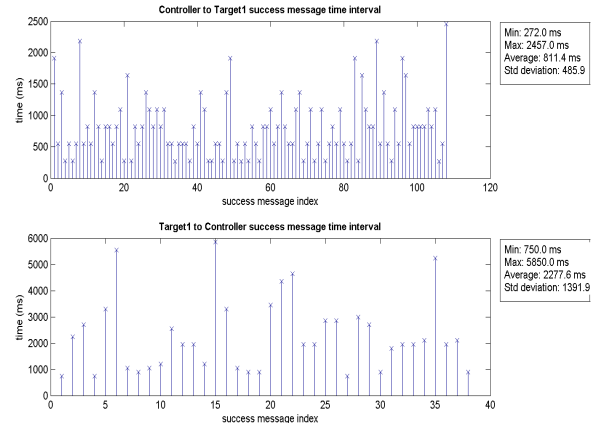 Controller to Target1 success message time interval
2500
2000
1500
1000
500
0
time (ms)
0 20 40 60 80 100 120
success message index
Min: 272.0 ms
Max: 2457.0 ms
Average: 811.4 ms
Std deviation: 485.9
Target1 to Controller success message time interval
6000
5000
4000
3000
2000
1000
0
time (ms)
0 5 10 15 20 25 30 35 40
success message index
Min: 750.0 ms
Max: 5850.0 ms
Average: 2277.6 ms
Std deviation: 1391.9